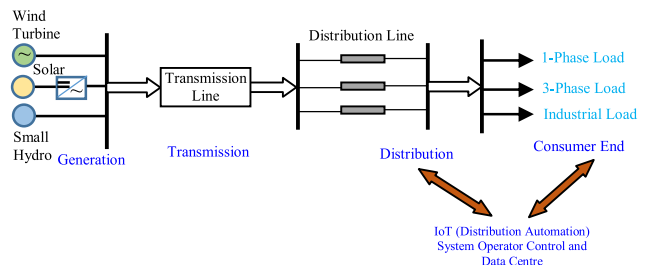 Wind
Turbine
Solar
Small
Hydro
Generation
Transmission
Line
Transmission
Distribution Line
Distribution
1-Phase Load
3-Phase Load
Industrial Load
Consumer End
IoT (Distribution Automation)
System Operator Control and
Data Centre